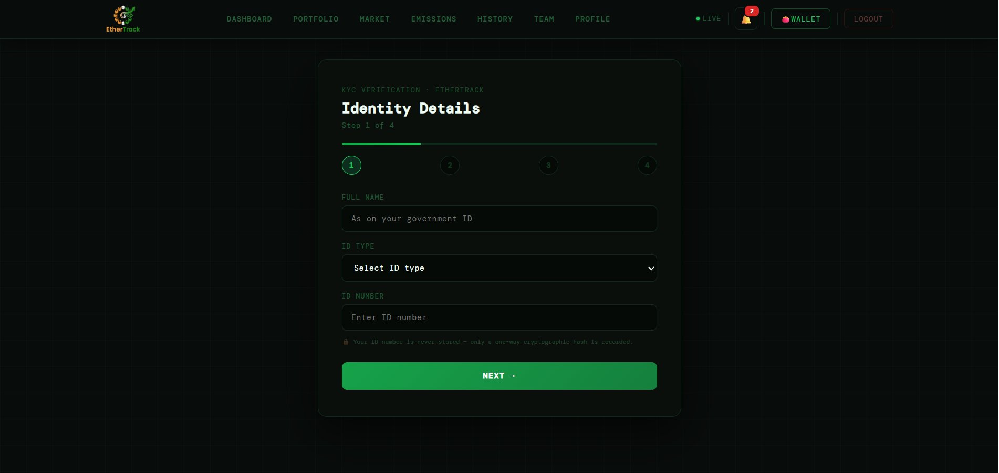 EtherTrack
DASHBOARD PORTFOLIO MARKET EMISSIONS HISTORY TEAM PROFILE LIVE 2 WALLET LOGOUT
KYC VERIFICATION · ETHERTRACK
Identity Details
Step 1 of 4
1 2 3 4
FULL NAME
As on your government ID
ID TYPE
Select ID type
ID NUMBER
Enter ID number
Your ID number is never stored — only a one-way cryptographic hash is recorded.
NEXT →